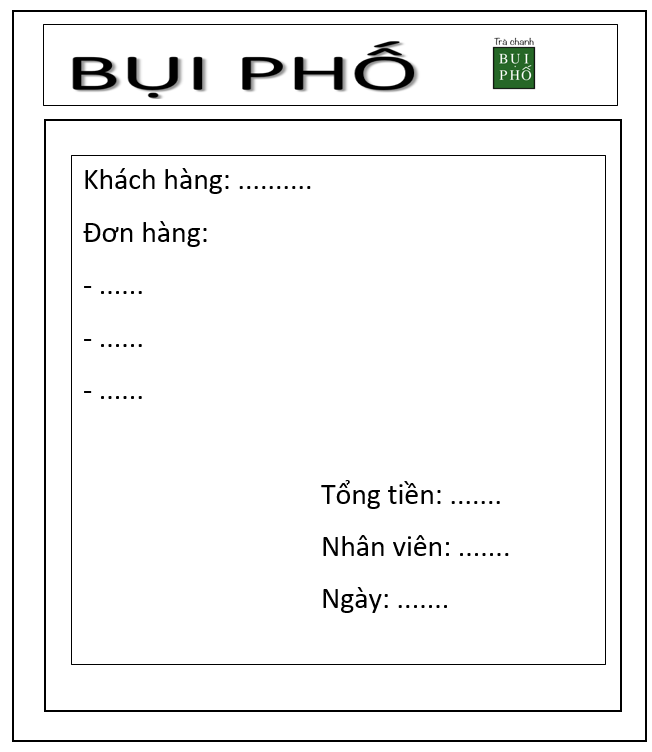 BỤI PHỐ
Trà chanh
BỤI
PHỐ
Khách hàng: ..........
Đơn hàng:
- ......
- ......
- ......
Tổng tiền: .......
Nhân viên: .......
Ngày: .......